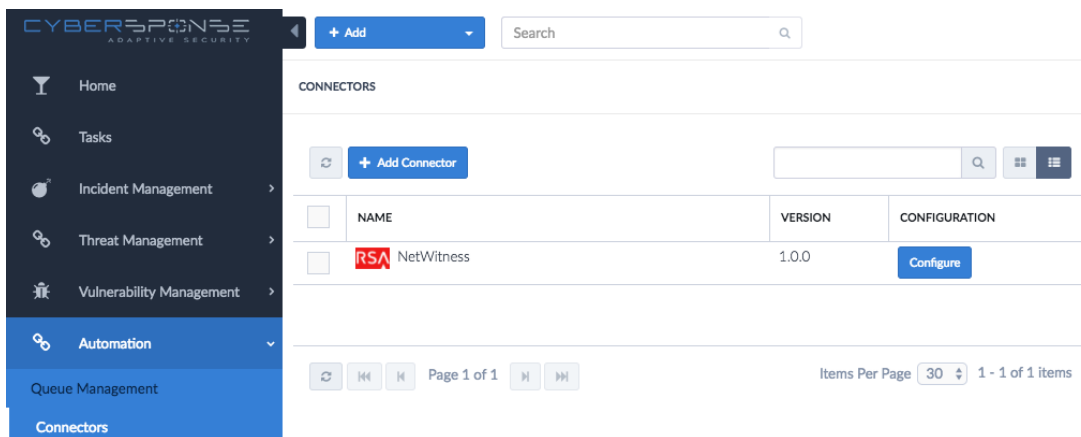 CYBERSPONSE
ADAPTIVE SECURITY
+ Add
Search
Home
CONNECTORS
Tasks
+ Add Connector
Incident Management
NAME
VERSION
CONFIGURATION
Threat Management
RSA NetWitness
1.0.0
Configure
Vulnerability Management
Automation
Page 1 of 1
Items Per Page 30 1 - 1 of 1 items
Queue Management
Connectors